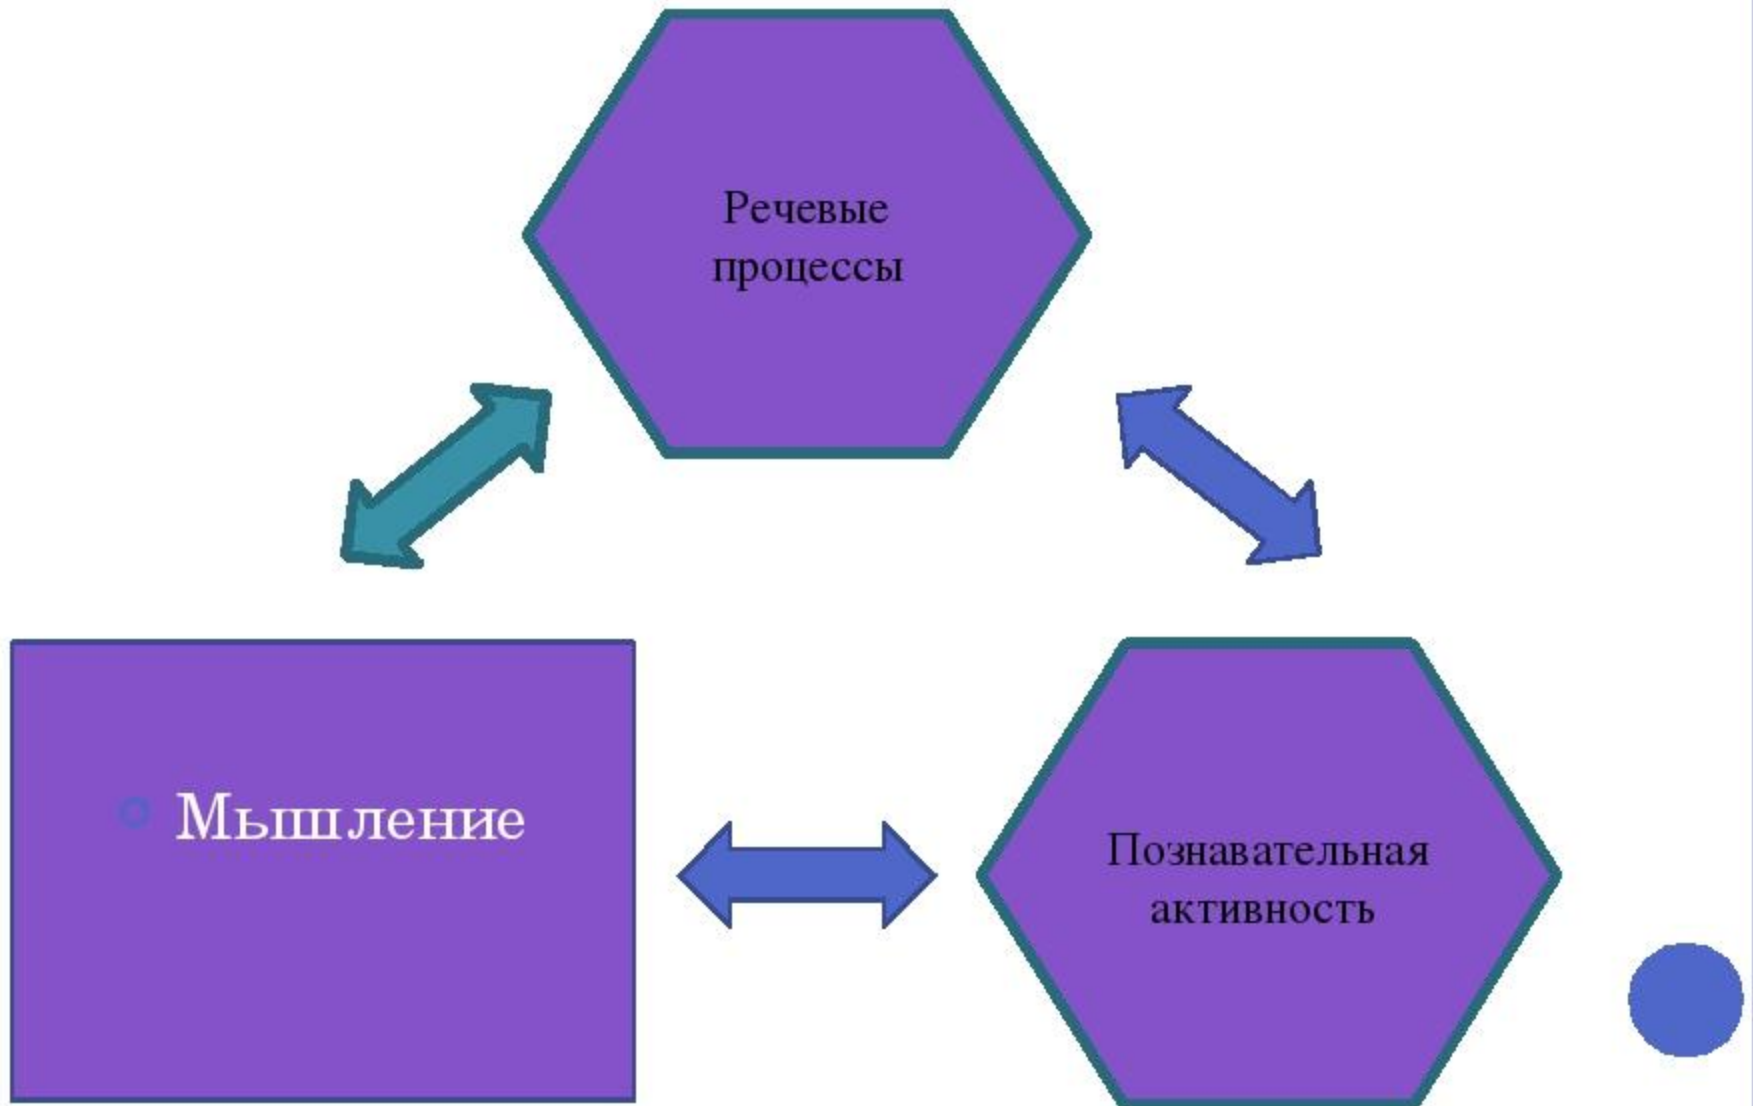 Речевые
процессы
Мышление
Познавательная
активность